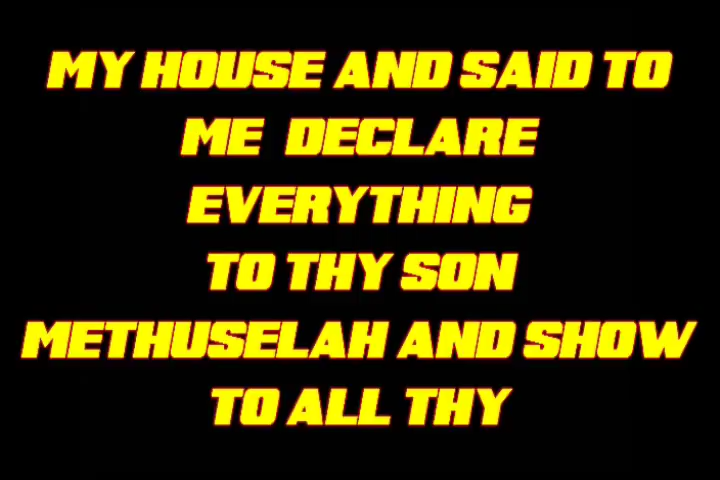 MY HOUSE AND SAID TO
ME DECLARE
EVERYTHING
TO THY SON
METHUSELAH AND SHOW
TO ALL THY